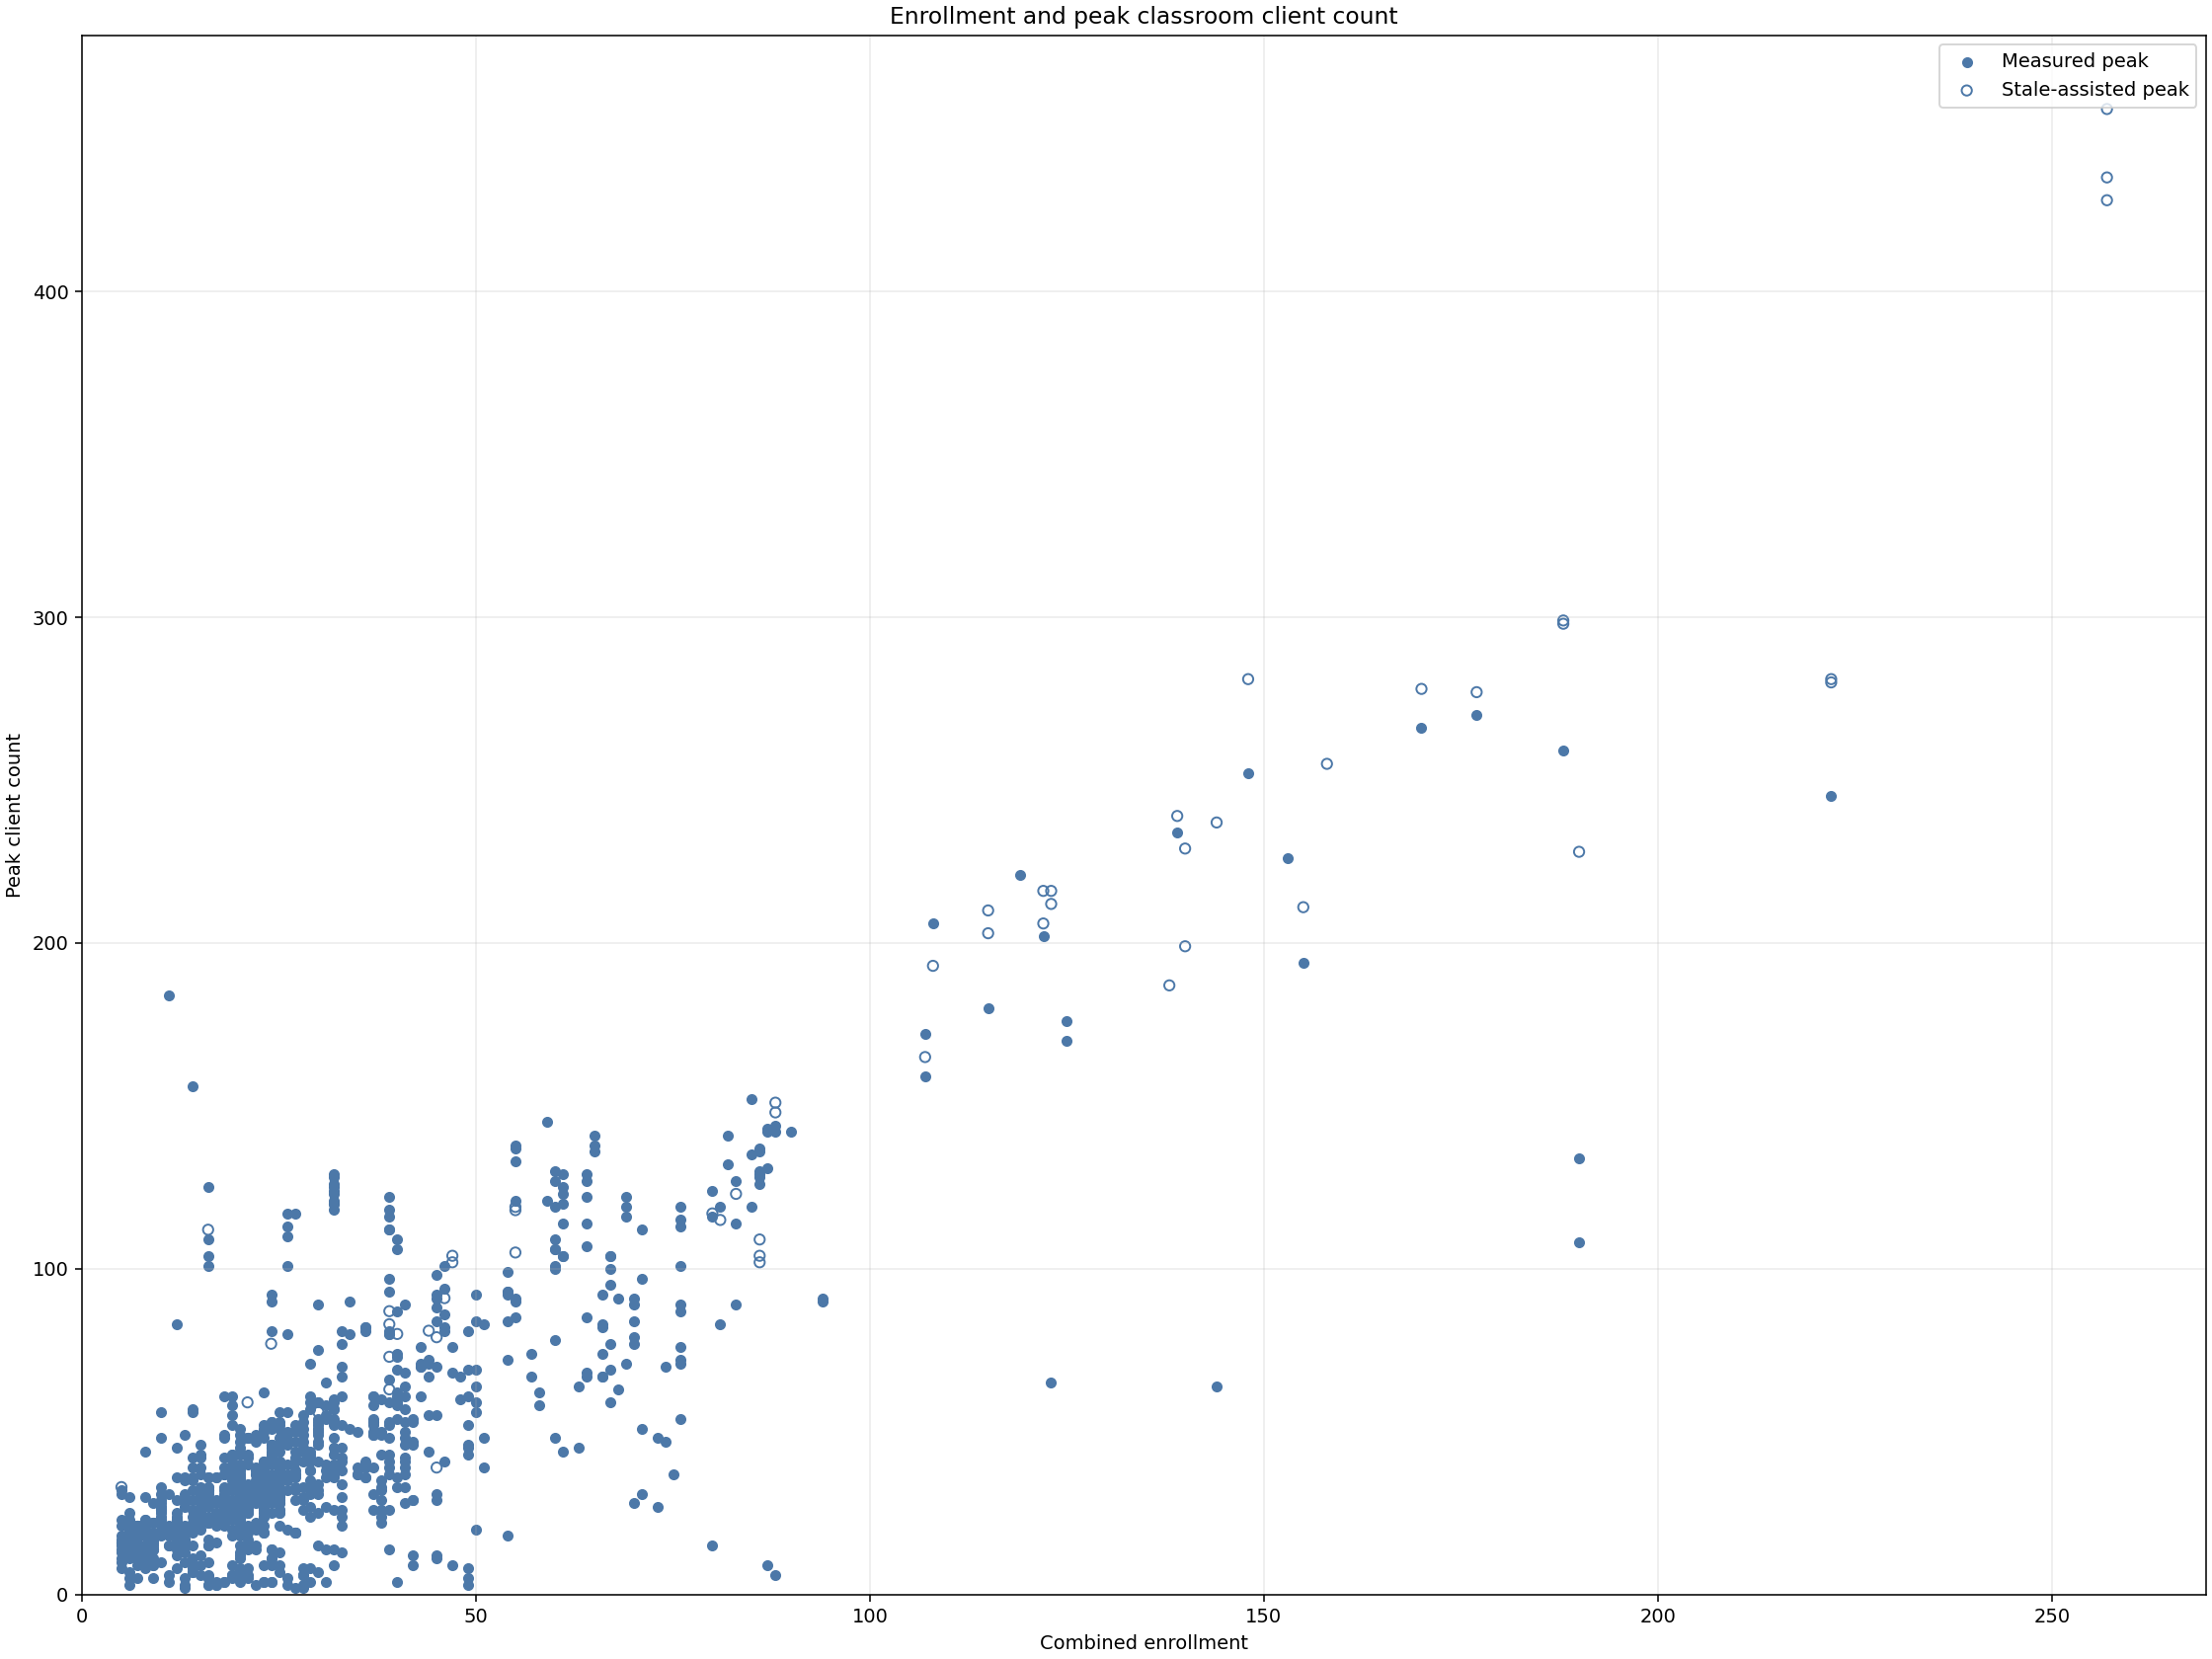 Enrollment and peak classroom client count
Measured peak
Stale-assisted peak
Peak client count
400
300
200
100
0
0 50 100 150 200 250
Combined enrollment